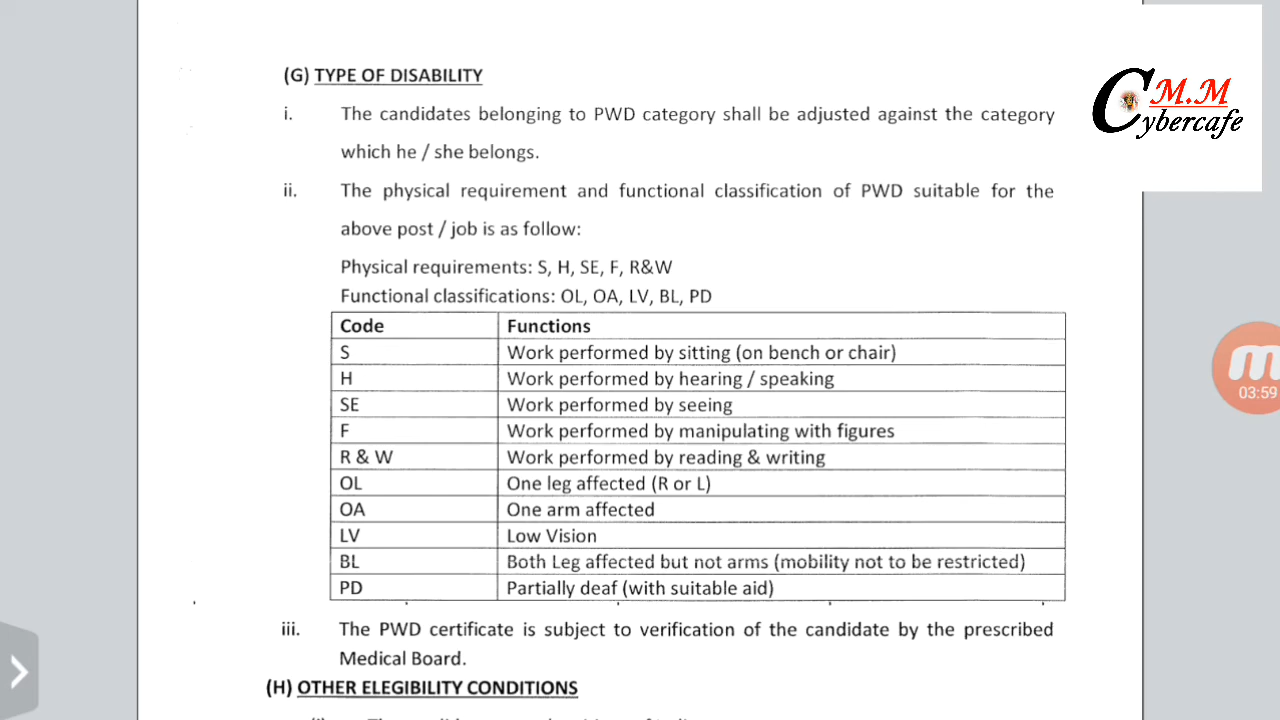 (G) TYPE OF DISABILITY
i. The candidates belonging to PWD category shall be adjusted against the category
which he / she belongs.
ii. The physical requirement and functional classification of PWD suitable for the
above post / job is as follow:
Physical requirements: S, H, SE, F, R&W
Functional classifications: OL, OA, LV, BL, PD
Code Functions
S Work performed by sitting (on bench or chair)
H Work performed by hearing / speaking
SE Work performed by seeing
F Work performed by manipulating with figures
R & W Work performed by reading & writing
OL One leg affected (R or L)
OA One arm affected
LV Low Vision
BL Both Leg affected but not arms (mobility not to be restricted)
PD Partially deaf (with suitable aid)
iii. The PWD certificate is subject to verification of the candidate by the prescribed
Medical Board.
(H) OTHER ELEGIBILITY CONDITIONS
M.M
Cybercafe
03:59